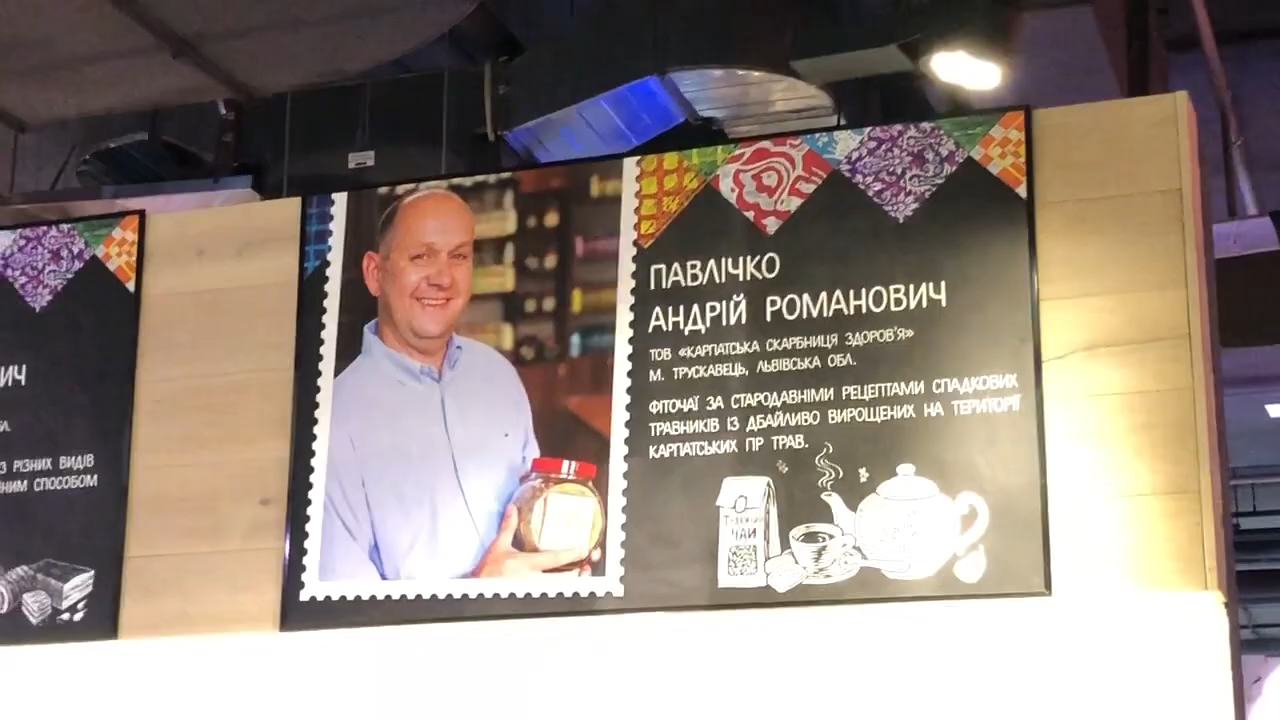 ИЧ
З РІЗНИХ ВИДІВ
НИМ СПОСОБОМ
ПАВЛІЧКО
АНДРІЙ РОМАНОВИЧ
ТОВ «КАРПАТСЬКА СКАРБНИЦЯ ЗДОРОВ'Я»
М. ТРУСКАВЕЦЬ, ЛЬВІВСЬКА ОБЛ.
ФІТОЧАЇ ЗА СТАРОДАВНІМИ РЕЦЕПТАМИ СПАДКОВИХ
ТРАВНИКІВ ІЗ ДБАЙЛИВО ВИРОЩЕНИХ НА ТЕРИТОРІЇ
КАРПАТСЬКИХ ГІР ТРАВ.
ЧАЙ